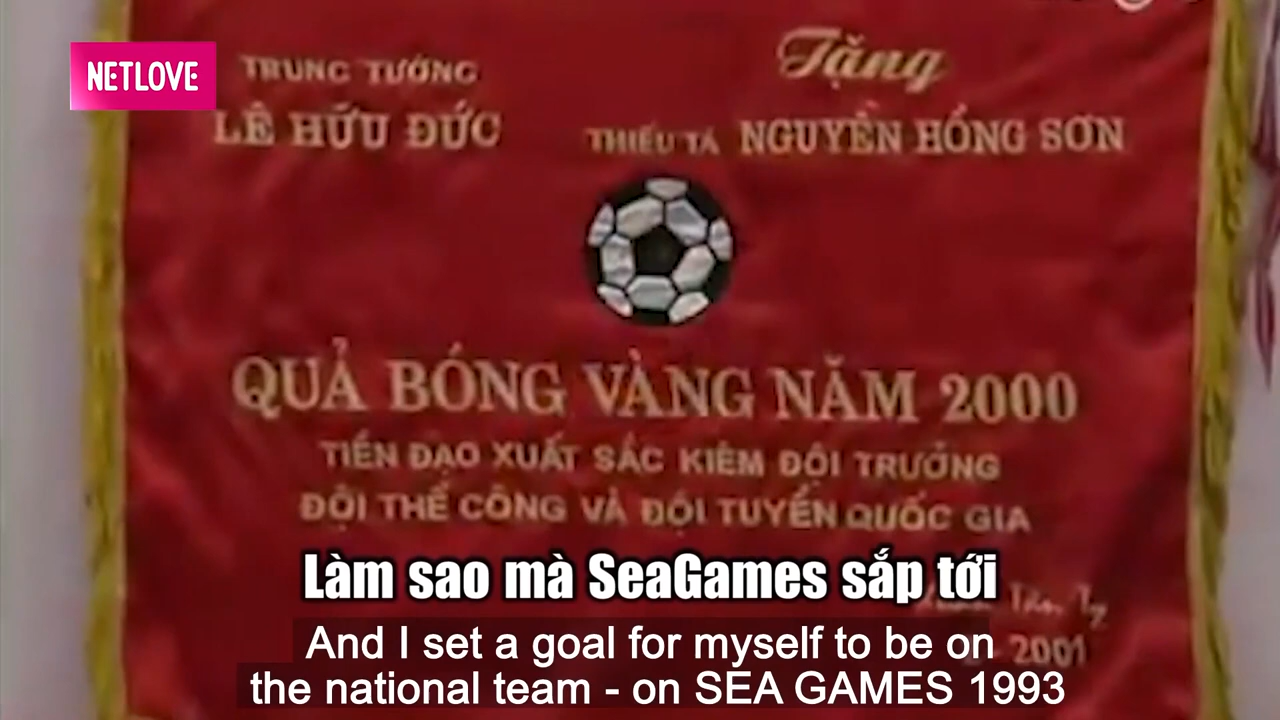 NETLOVE
TRUNG TƯỚNG
LÊ HỮU ĐỨC
Tặng
THIẾU TÁ NGUYỄN HỒNG SƠN
QUẢ BÓNG VÀNG NĂM 2000
TIỀN ĐẠO XUẤT SẮC KIÊM ĐỘI TRƯỞNG
ĐỘI THỂ CÔNG VÀ ĐỘI TUYỂN QUỐC GIA
Làm sao mà SeaGames sắp tới
2001
And I set a goal for myself to be on
the national team - on SEA GAMES 1993